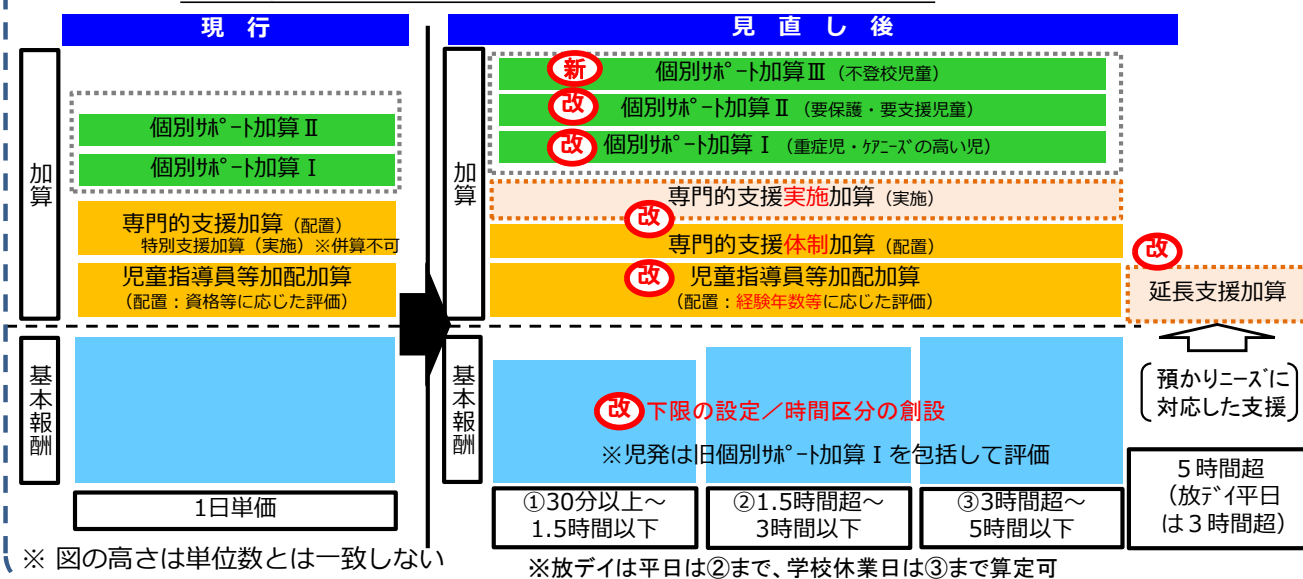 現 行
見 直 し 後
加算
個別ｻﾎﾟｰﾄ加算Ⅱ
個別ｻﾎﾟｰﾄ加算Ⅰ
専門的支援加算（配置）
特別支援加算（実施）※併算不可
児童指導員等加配加算
（配置：資格等に応じた評価）
基本報酬
1日単価
※ 図の高さは単位数とは一致しない
加算
新 個別ｻﾎﾟｰﾄ加算Ⅲ（不登校児童）
改 個別ｻﾎﾟｰﾄ加算Ⅱ（要保護・要支援児童）
改 個別ｻﾎﾟｰﾄ加算Ⅰ（重症児・ｹｱﾆｰｽﾞの高い児）
専門的支援実施加算（実施）
改
専門的支援体制加算（配置）
改 児童指導員等加配加算
（配置：経験年数等に応じた評価）
改
延長支援加算
預かりﾆｰｽﾞに
対応した支援
基本報酬
改 下限の設定／時間区分の創設
※児発は旧個別ｻﾎﾟｰﾄ加算Ⅰを包括して評価
①30分以上～
1.5時間以下
②1.5時間超～
3時間以下
③3時間超～
5時間以下
５時間超
（放ﾃﾞｲ平日
は３時間超）
※放デイは平日は②まで、学校休業日は③まで算定可